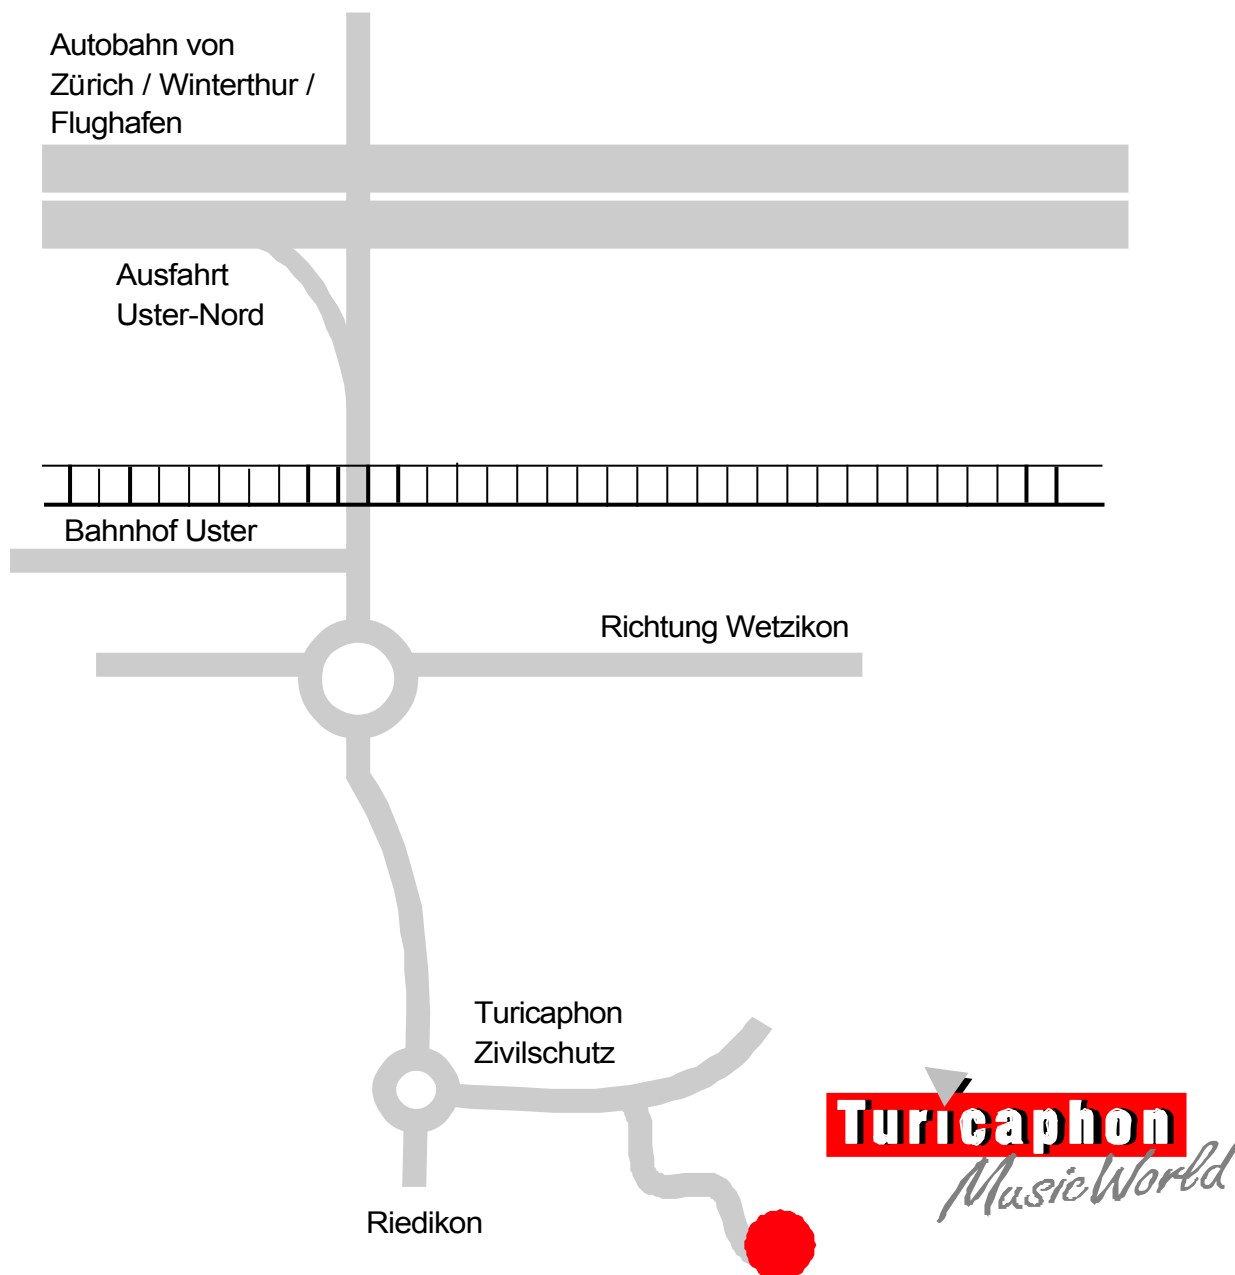 Autobahn von
Zürich / Winterthur /
Flughafen
Ausfahrt
Uster-Nord
Bahnhof Uster
Richtung Wetzikon
Turicaphon
Zivilschutz
Turicaphon
MusicWorld
Riedikon